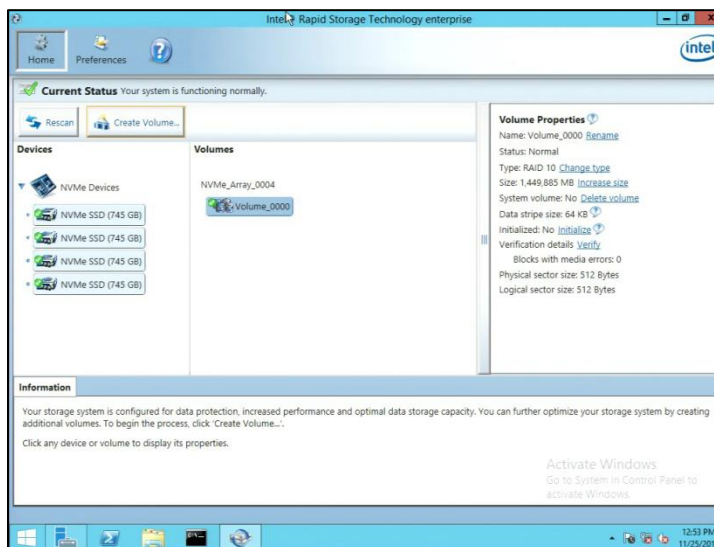 Intel® Rapid Storage Technology enterprise
Home
Preferences
intel
Current Status Your system is functioning normally.
Rescan
Create Volume...
Devices
Volumes
NVMe Devices
NVMe SSD (745 GB)
NVMe SSD (745 GB)
NVMe SSD (745 GB)
NVMe SSD (745 GB)
NVMe_Array_0004
Volume_0000
Volume Properties
Name: Volume_0000 Rename
Status: Normal
Type: RAID 10 Change type
Size: 1,449,885 MB Increase size
System volume: No Delete volume
Data stripe size: 64 KB
Initialized: No Initialize
Verification details Verify
Blocks with media errors: 0
Physical sector size: 512 Bytes
Logical sector size: 512 Bytes
Information
Your storage system is configured for data protection, increased performance and optimal data storage capacity. You can further optimize your storage system by creating
additional volumes. To begin the process, click 'Create Volume...'.
Click any device or volume to display its properties.
Activate Windows
Go to System in Control Panel to
activate Windows.
12:53 PM
11/25/201